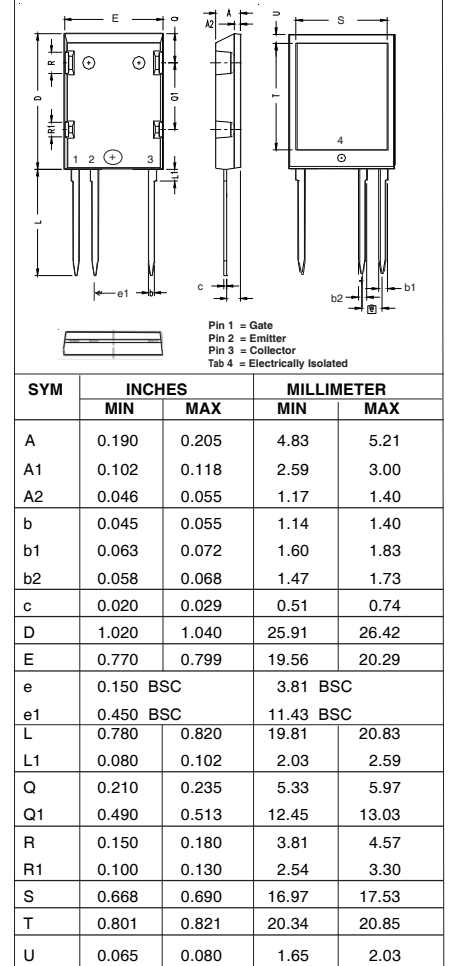 E
Q
A
A2
U
S
R
D
Q1
T
R1
4
1 2 3
L1
L
e1
b
c
b2
b1
e
Pin 1 = Gate
Pin 2 = Emitter
Pin 3 = Collector
Tab 4 = Electrically Isolated
SYM INCHES MILLIMETER
MIN MAX MIN MAX
A 0.190 0.205 4.83 5.21
A1 0.102 0.118 2.59 3.00
A2 0.046 0.055 1.17 1.40
b 0.045 0.055 1.14 1.40
b1 0.063 0.072 1.60 1.83
b2 0.058 0.068 1.47 1.73
c 0.020 0.029 0.51 0.74
D 1.020 1.040 25.91 26.42
E 0.770 0.799 19.56 20.29
e 0.150 BSC 3.81 BSC
e1 0.450 BSC 11.43 BSC
L 0.780 0.820 19.81 20.83
L1 0.080 0.102 2.03 2.59
Q 0.210 0.235 5.33 5.97
Q1 0.490 0.513 12.45 13.03
R 0.150 0.180 3.81 4.57
R1 0.100 0.130 2.54 3.30
S 0.668 0.690 16.97 17.53
T 0.801 0.821 20.34 20.85
U 0.065 0.080 1.65 2.03